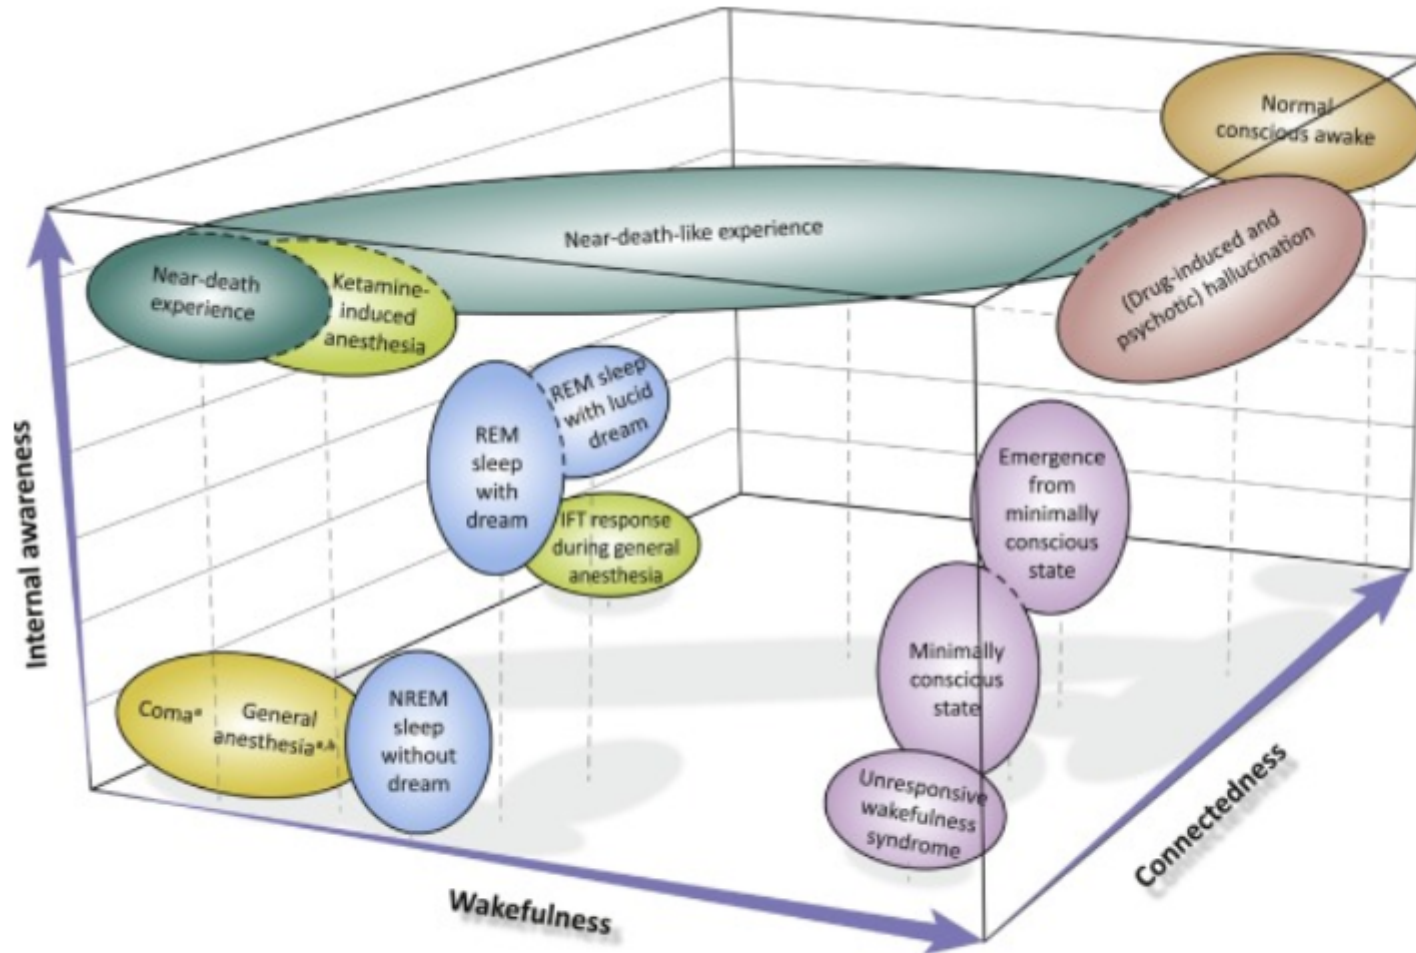 Normal
conscious awake
Near-death-like experience
(Drug-induced and
psychotic) hallucination
Near-death
experience
Ketamine-
induced
anesthesia
REM sleep
with lucid
dream
REM
sleep
with
dream
IFT response
during general
anesthesia
Emergence
from
minimally
conscious
state
Minimally
conscious
state
Unresponsive
wakefulness
syndrome
Comaᵃ
General
anesthesiaᵃ,ᵇ
NREM
sleep
without
dream
Internal awareness
Wakefulness
Connectedness